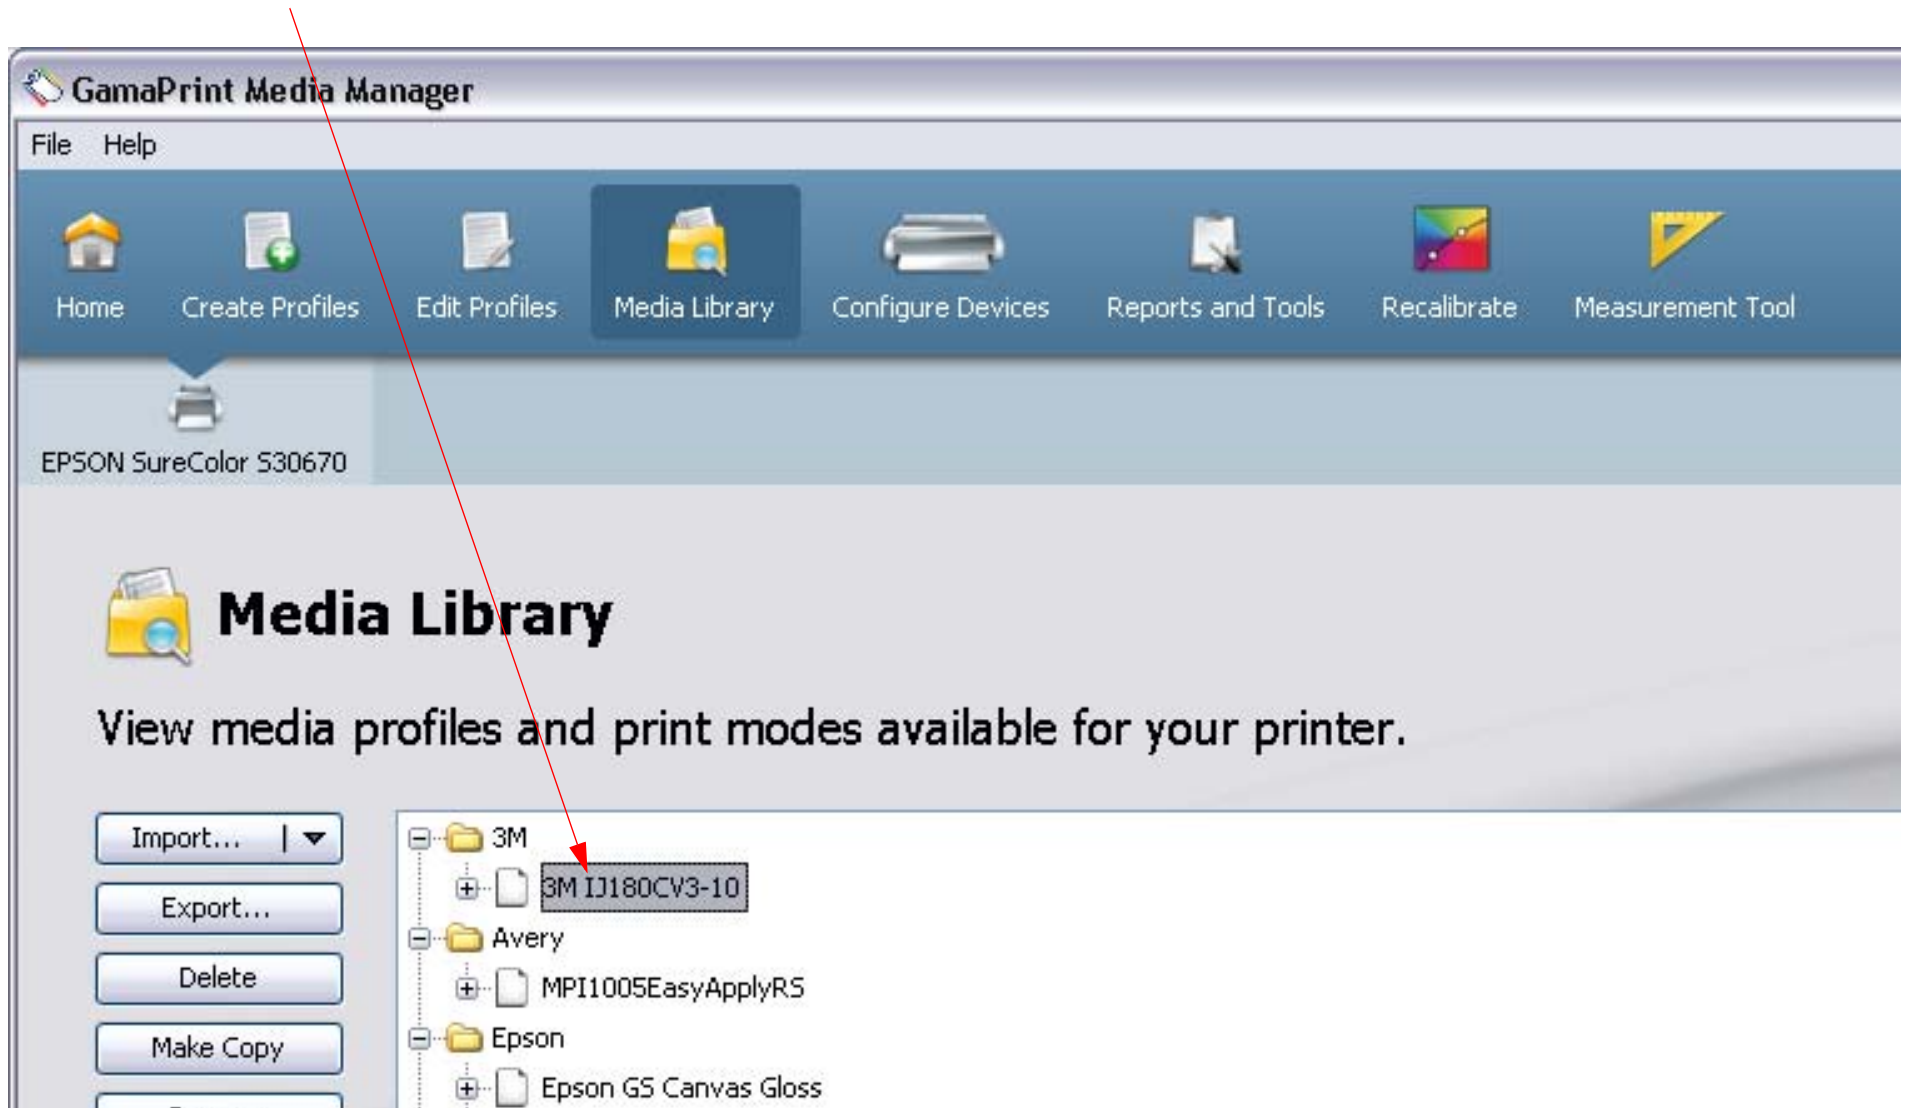 GamaPrint Media Manager
File Help
Home Create Profiles Edit Profiles Media Library Configure Devices Reports and Tools Recalibrate Measurement Tool
EPSON SureColor S30670
Media Library
View media profiles and print modes available for your printer.
Import...
Export...
Delete
Make Copy
3M
3M IJ180CV3-10
Avery
MPI1005EasyApplyRS
Epson
Epson GS Canvas Gloss